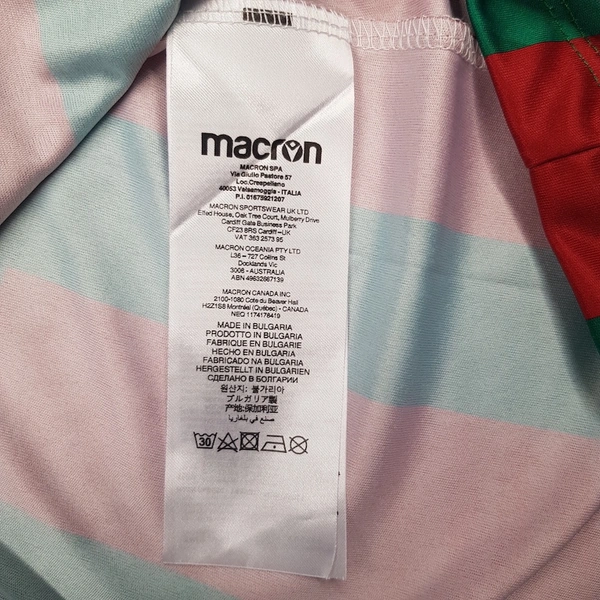 macron
MACRON SPA
Via Giulio Pastore 57
Loc.Crespellano
40053 Valsamoggia - ITALIA
P.I. 01675921207
MACRON SPORTSWEAR UK LTD
Elfed House, Oak Tree Court, Mulberry Drive
Cardiff Gate Business Park
CF23 8RS Cardiff-UK
VAT 363 2573 95
MACRON OCEANIA PTY LTD
L36 – 727 Collins St
Docklands Vic
3008 - AUSTRALIA
ABN 49632667139
MACRON CANADA INC
2100-1080 Cote du Beaver Hall
H2Z1S8 Montréal (Québec) - CANADA
NEQ 1174178419
MADE IN BULGARIA
PRODOTTO IN BULGARIA
FABRIQUE EN BULGARIE
HECHO EN BULGARIA
FABRICADO NA BULGARIA
HERGESTELLT IN BULGARIEN
СДЕЛАНО В БОЛГАРИИ
원산지: 불가리아
ブルガリア製
产地:保加利亚
صنع في بلغاريا
30